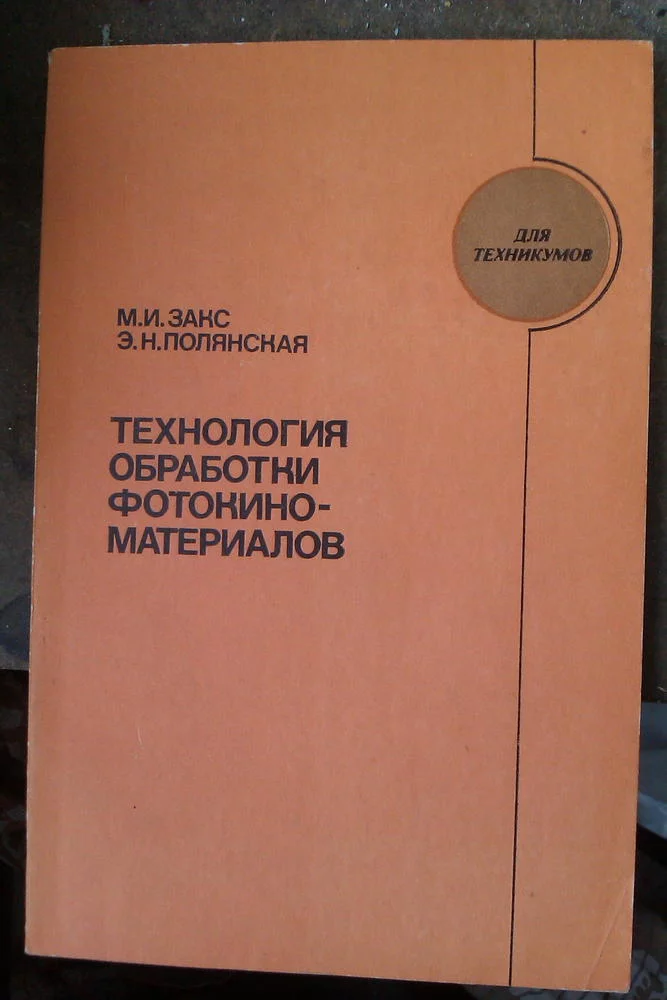 ДЛЯ
ТЕХНИКУМОВ
М.И.ЗАКС
Э.Н.ПОЛЯНСКАЯ
ТЕХНОЛОГИЯ
ОБРАБОТКИ
ФОТОКИНО-
МАТЕРИАЛОВ